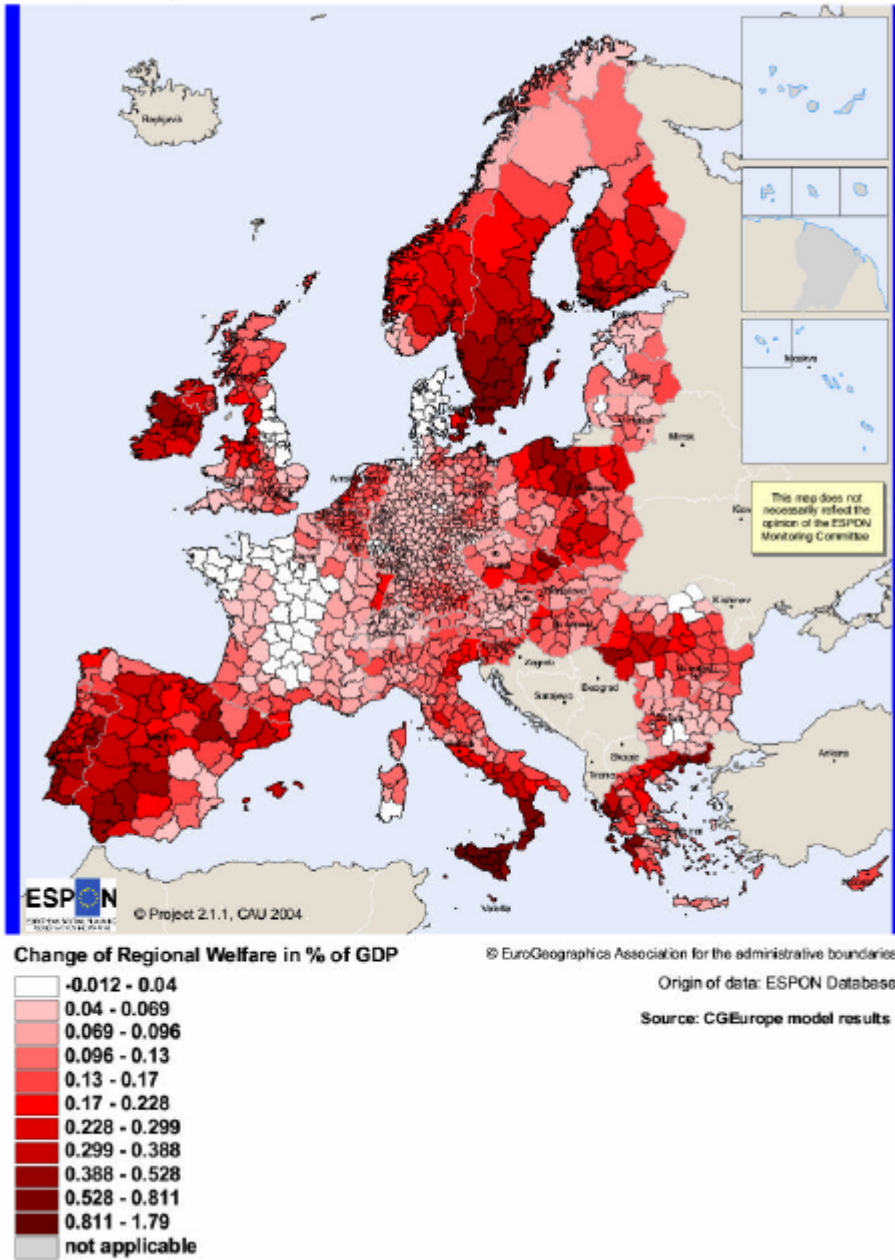 Reykjavik
Moskva
Minsk
This map does not
necessarily reflect the
opinion of the ESPON
Monitoring Committee
Kishinev
Zagreb
Beograd
Sarajevo
Skopje
Tirana
Ankara
Valletta
ESPON
© Project 2.1.1, CAU 2004
Change of Regional Welfare in % of GDP
© EuroGeographics Association for the administrative boundaries
Origin of data: ESPON Database
Source: CGEurope model results
-0.012 - 0.04
0.04 - 0.069
0.069 - 0.096
0.096 - 0.13
0.13 - 0.17
0.17 - 0.228
0.228 - 0.299
0.299 - 0.388
0.388 - 0.528
0.528 - 0.811
0.811 - 1.79
not applicable